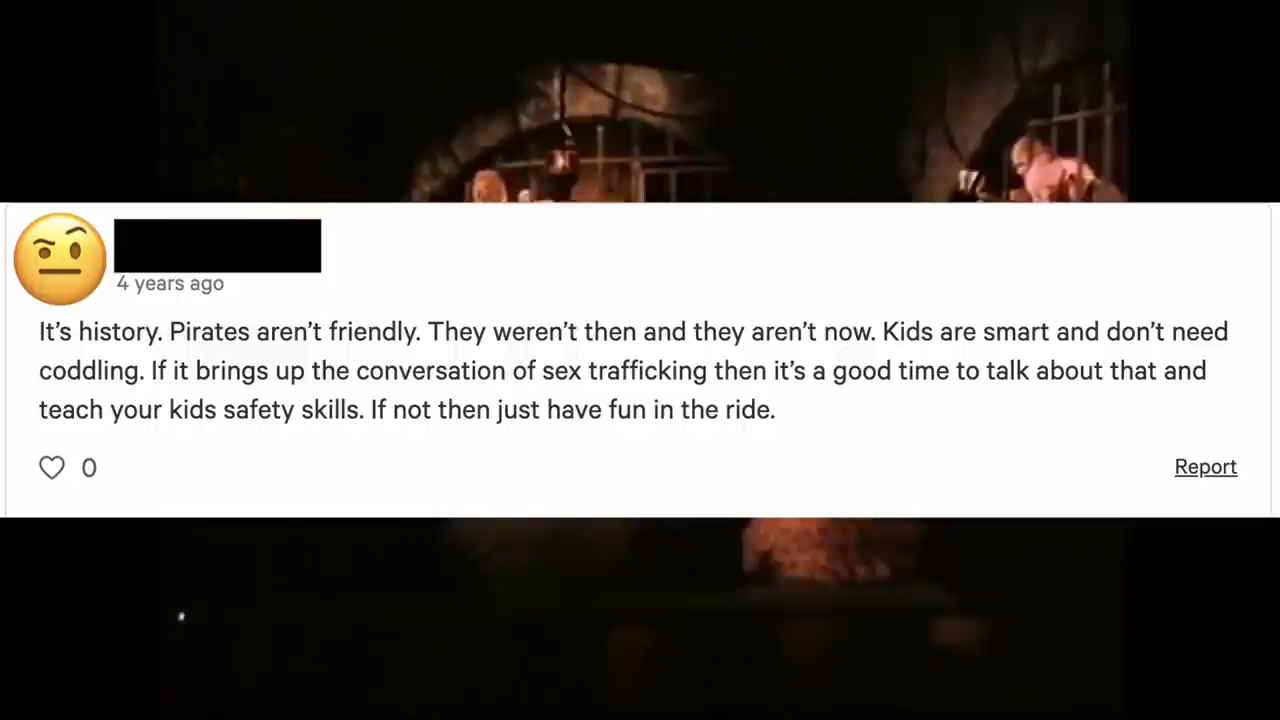 4 years ago
It’s history. Pirates aren’t friendly. They weren’t then and they aren’t now. Kids are smart and don’t need
coddling. If it brings up the conversation of sex trafficking then it’s a good time to talk about that and
teach your kids safety skills. If not then just have fun in the ride.
0
Report